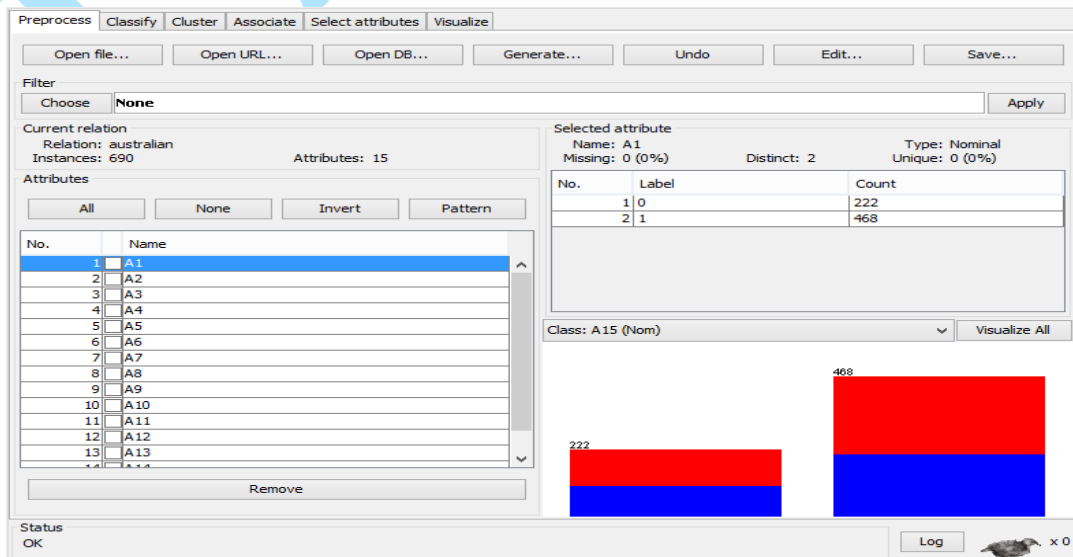 Preprocess Classify Cluster Associate Select attributes Visualize
Open file... Open URL... Open DB... Generate... Undo Edit... Save...
Filter
Choose None Apply
Current relation
Relation: australian
Instances: 690 Attributes: 15
Attributes
All None Invert Pattern
No. Name
1 A1
2 A2
3 A3
4 A4
5 A5
6 A6
7 A7
8 A8
9 A9
10 A10
11 A11
12 A12
13 A13
14 A14
Remove
Selected attribute
Name: A1 Type: Nominal
Missing: 0 (0%) Distinct: 2 Unique: 0 (0%)
No. Label Count
1 0 222
2 1 468
Class: A15 (Nom) Visualize All
222
468
Status
OK
Log x 0